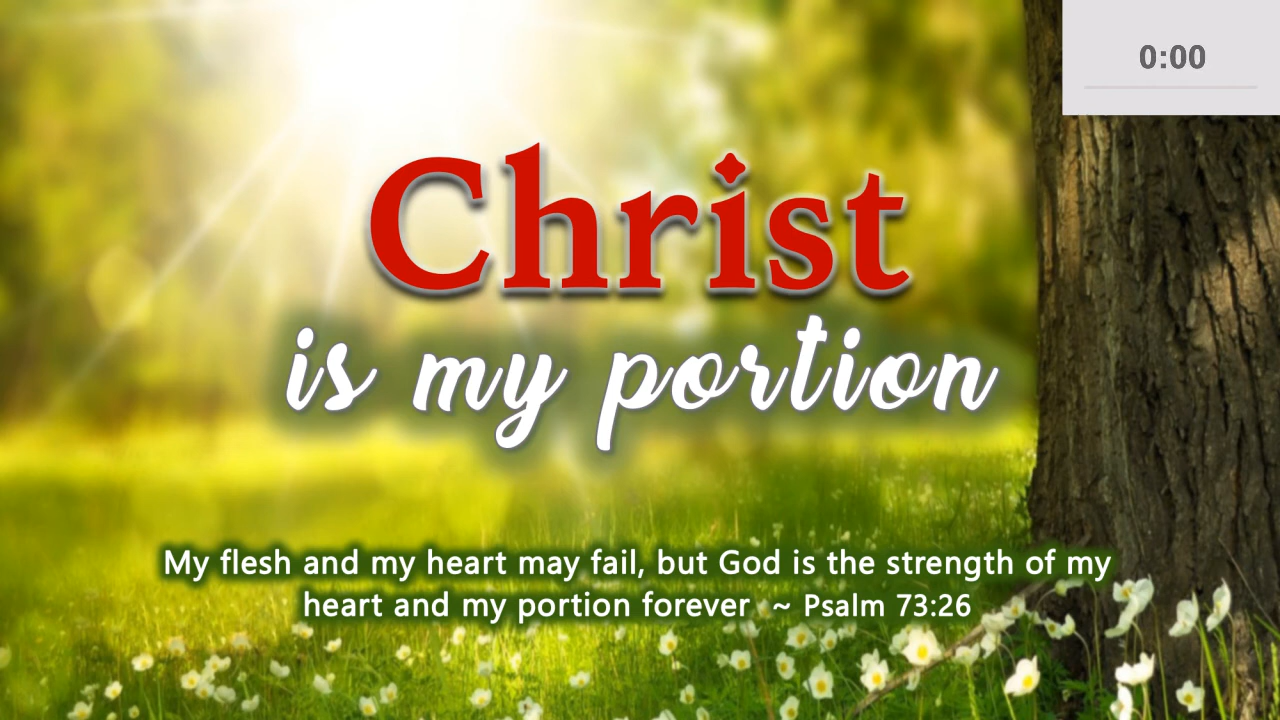 0:00
Christ
is my portion
My flesh and my heart may fail, but God is the strength of my
heart and my portion forever ~ Psalm 73:26